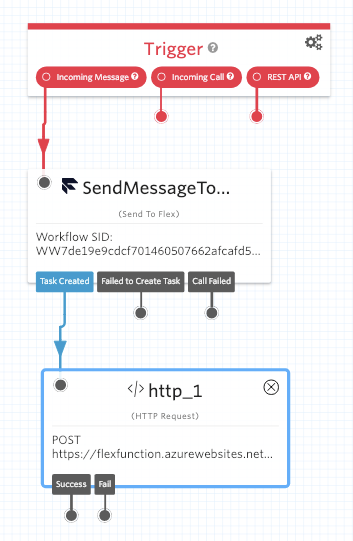 Trigger ?
Incoming Message ? Incoming Call ? REST API ?
SendMessageTo...
(Send To Flex)
Workflow SID:
WW7de19e9cdcf701460507662afcafd5...
Task Created Failed to Create Task Call Failed
</> http_1
(HTTP Request)
POST
https://flexfunction.azurewebsites.net...
Success Fail